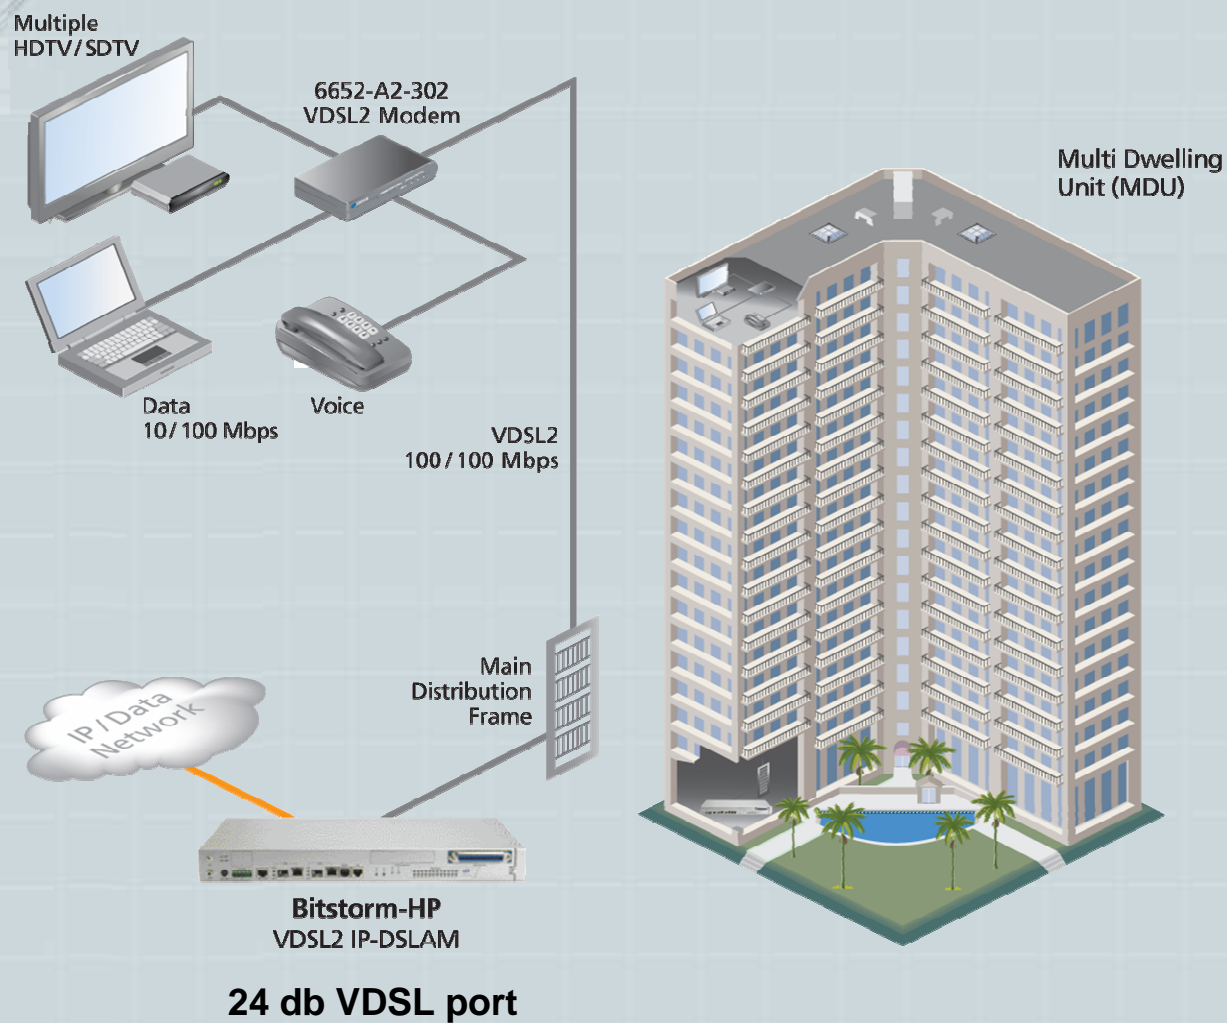 Multiple
HDTV/SDTV
6652-A2-302
VDSL2 Modem
Multi Dwelling
Unit (MDU)
Data
10/100 Mbps
Voice
VDSL2
100/100 Mbps
Main
Distribution
Frame
IP/Data
Network
Bitstorm-HP
VDSL2 IP-DSLAM
24 db VDSL port